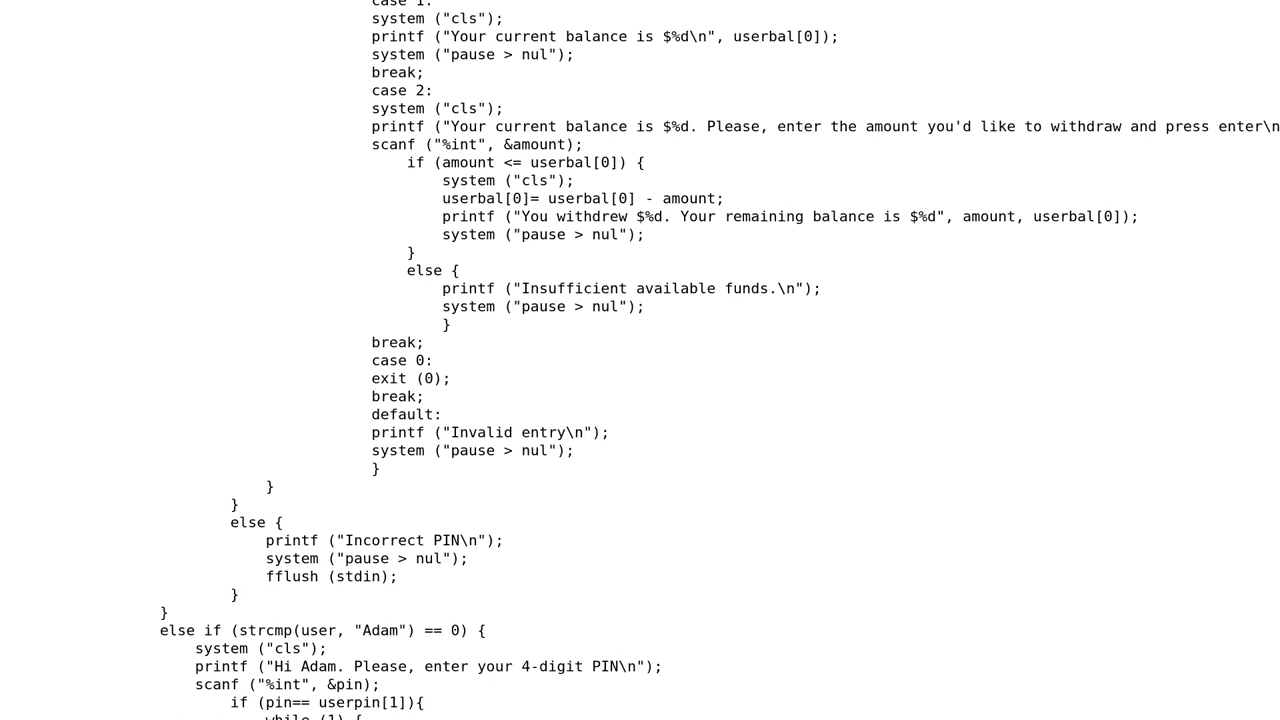 case 1:
system ("cls");
printf ("Your current balance is $%d\n", userbal[0]);
system ("pause > nul");
break;
case 2:
system ("cls");
printf ("Your current balance is $%d. Please, enter the amount you'd like to withdraw and press enter\n
scanf ("%int", &amount);
if (amount <= userbal[0]) {
system ("cls");
userbal[0]= userbal[0] - amount;
printf ("You withdrew $%d. Your remaining balance is $%d", amount, userbal[0]);
system ("pause > nul");
}
else {
printf ("Insufficient available funds.\n");
system ("pause > nul");
}
break;
case 0:
exit (0);
break;
default:
printf ("Invalid entry\n");
system ("pause > nul");
}
}
}
else {
printf ("Incorrect PIN\n");
system ("pause > nul");
fflush (stdin);
}
}
else if (strcmp(user, "Adam") == 0) {
system ("cls");
printf ("Hi Adam. Please, enter your 4-digit PIN\n");
scanf ("%int", &pin);
if (pin== userpin[1]){
while (1) {